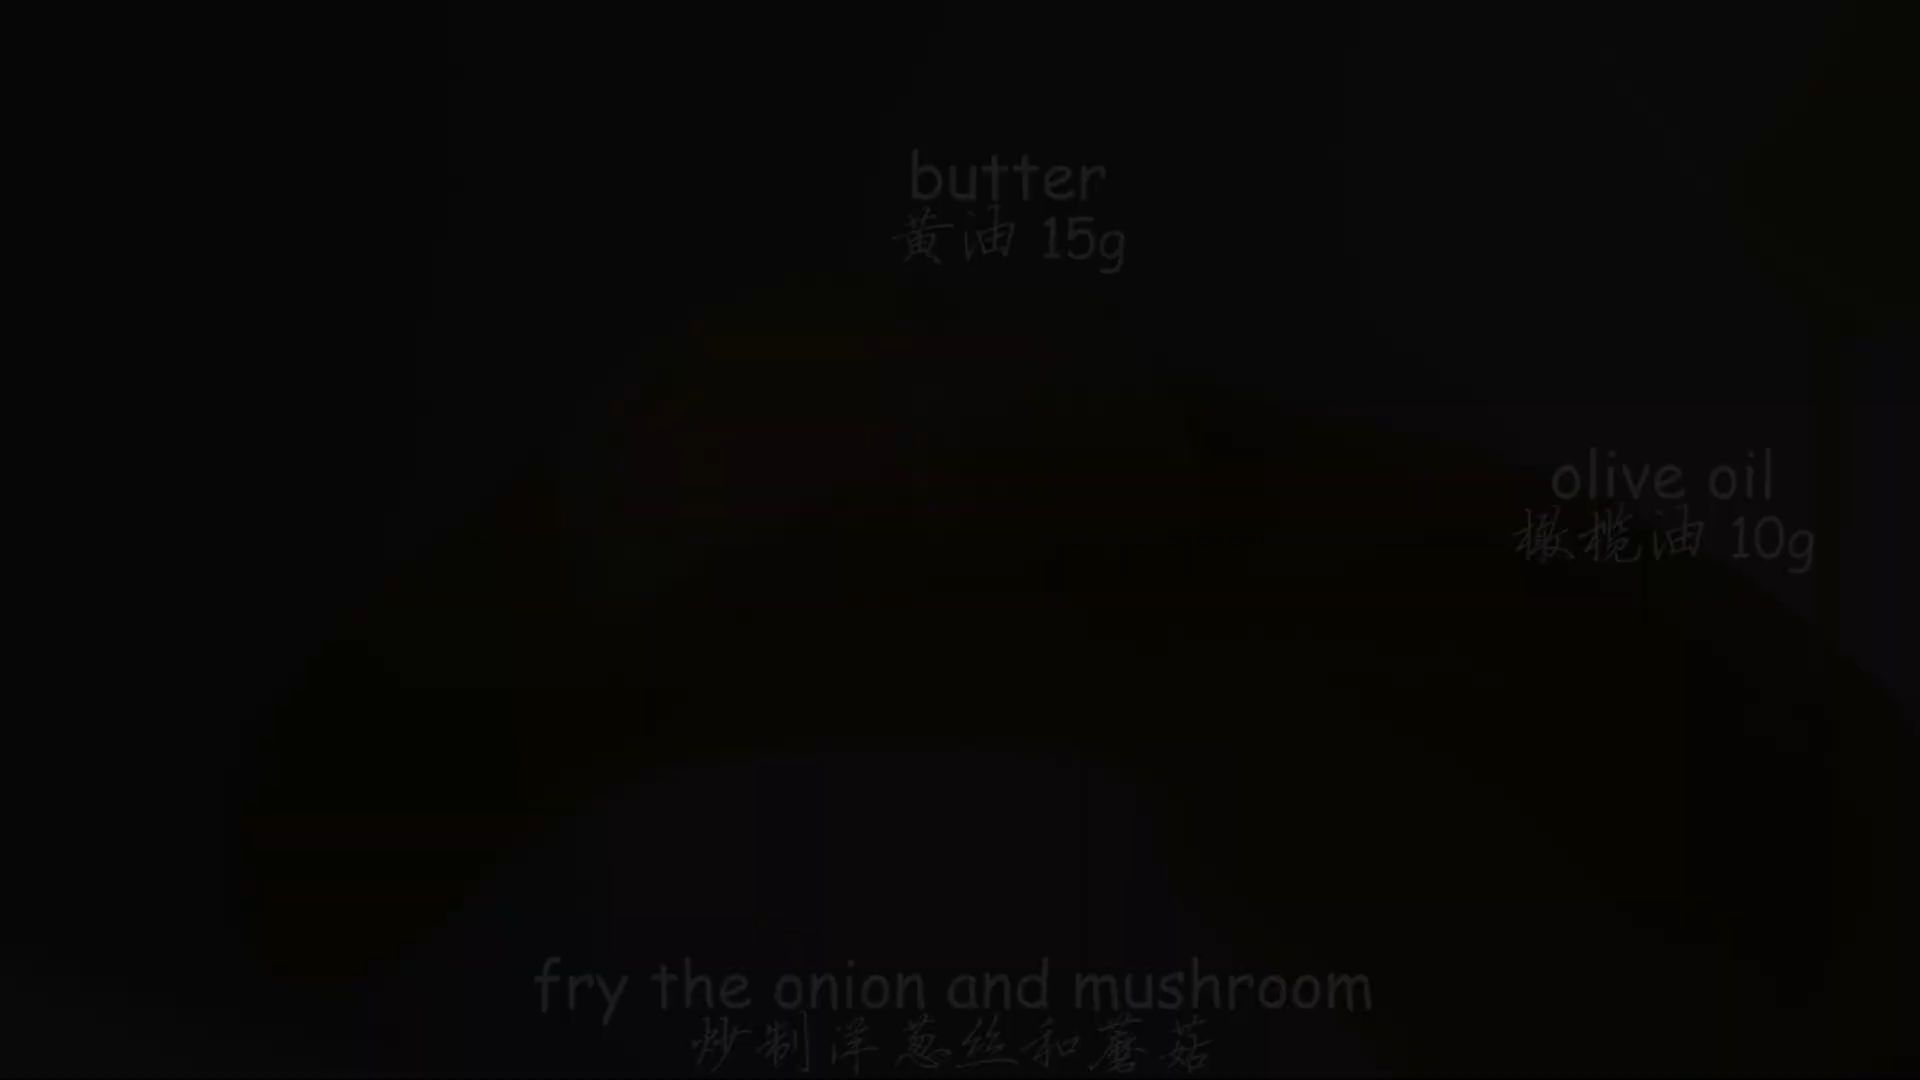 butter
黄油 15g
olive oil
橄榄油 10g
fry the onion and mushroom
炒制洋葱丝和蘑菇